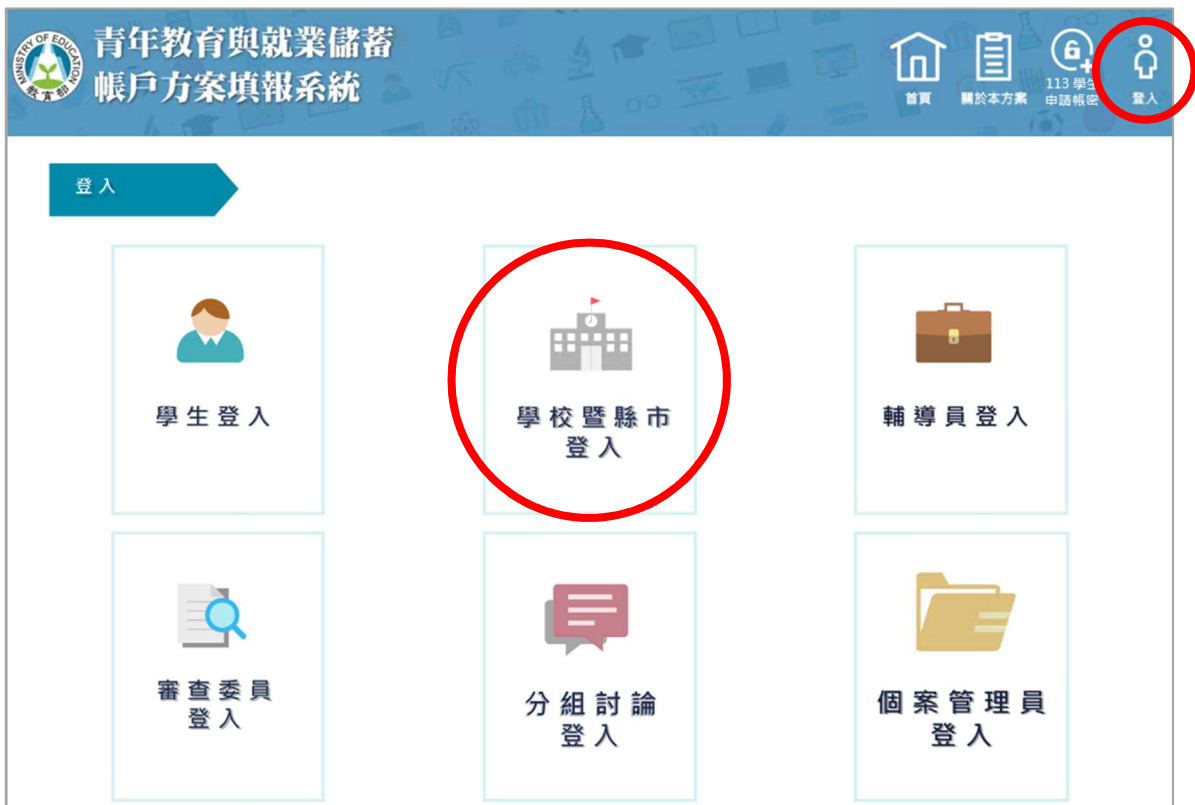 MINISTRY OF EDUCATION
教育部
青年教育與就業儲蓄
帳戶方案填報系統
首頁
關於本方案
113 學生
申請帳密
登入
登入
學生登入
學校暨縣市
登入
輔導員登入
審查委員
登入
分組討論
登入
個案管理員
登入